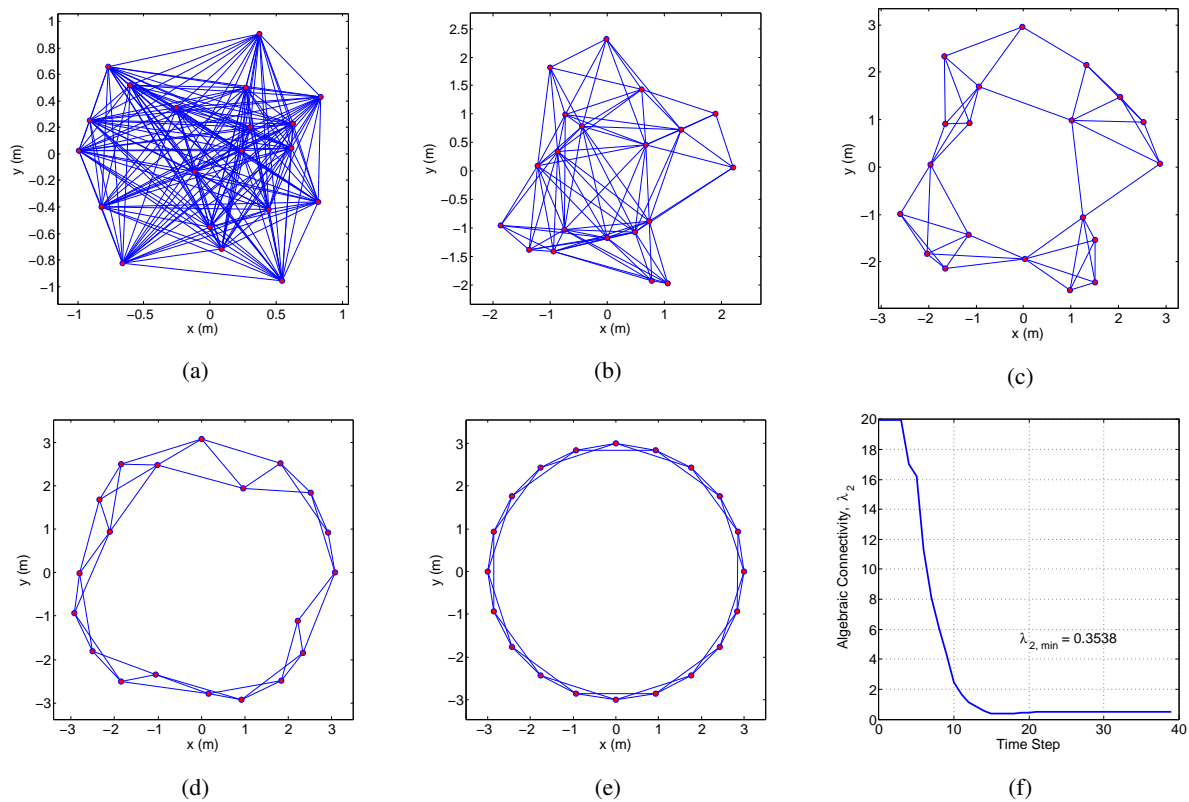 1
0.8
0.6
0.4
0.2
0
−0.2
−0.4
−0.6
−0.8
−1
y (m)
−1 −0.5 0 0.5 1
x (m)
(a)
2.5
2
1.5
1
0.5
0
−0.5
−1
−1.5
−2
y (m)
−2 −1 0 1 2
x (m)
(b)
3
2
1
0
−1
−2
y (m)
−3 −2 −1 0 1 2 3
x (m)
(c)
3
2
1
0
−1
−2
−3
y (m)
−3 −2 −1 0 1 2 3
x (m)
(d)
3
2
1
0
−1
−2
−3
y (m)
−3 −2 −1 0 1 2 3
x (m)
(e)
20
18
16
14
12
10
8
6
4
2
0
Algebraic Connectivity, λ2
λ2, min = 0.3538
0 10 20 30 40
Time Step
(f)